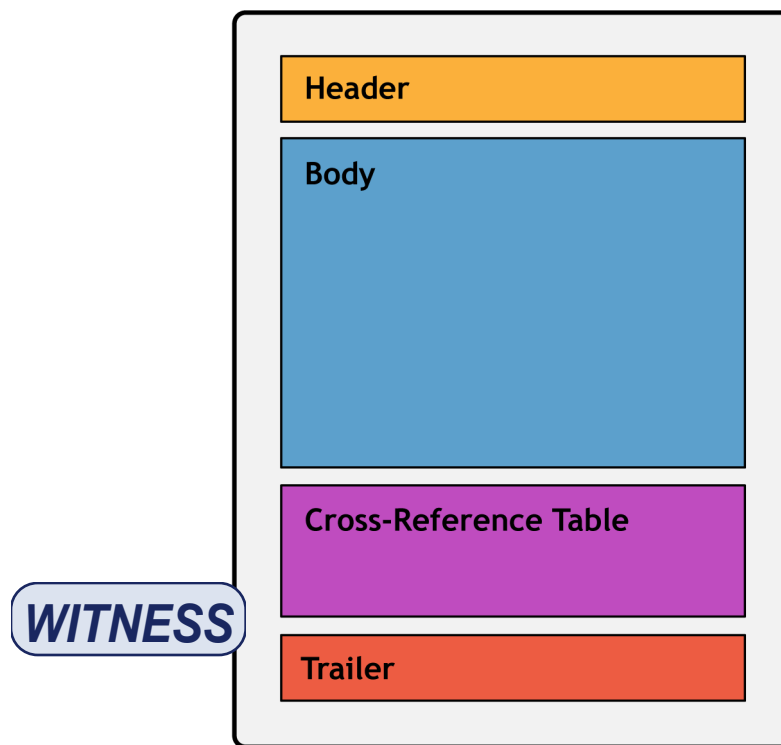 Header
Body
Cross-Reference Table
WITNESS
Trailer